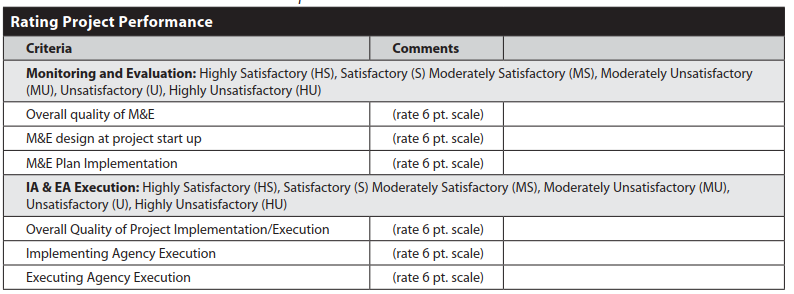 Rating Project Performance
Criteria Comments
Monitoring and Evaluation: Highly Satisfactory (HS), Satisfactory (S) Moderately Satisfactory (MS), Moderately Unsatisfactory
(MU), Unsatisfactory (U), Highly Unsatisfactory (HU)
Overall quality of M&E (rate 6 pt. scale)
M&E design at project start up (rate 6 pt. scale)
M&E Plan Implementation (rate 6 pt. scale)
IA & EA Execution: Highly Satisfactory (HS), Satisfactory (S) Moderately Satisfactory (MS), Moderately Unsatisfactory (MU),
Unsatisfactory (U), Highly Unsatisfactory (HU)
Overall Quality of Project Implementation/Execution (rate 6 pt. scale)
Implementing Agency Execution (rate 6 pt. scale)
Executing Agency Execution (rate 6 pt. scale)